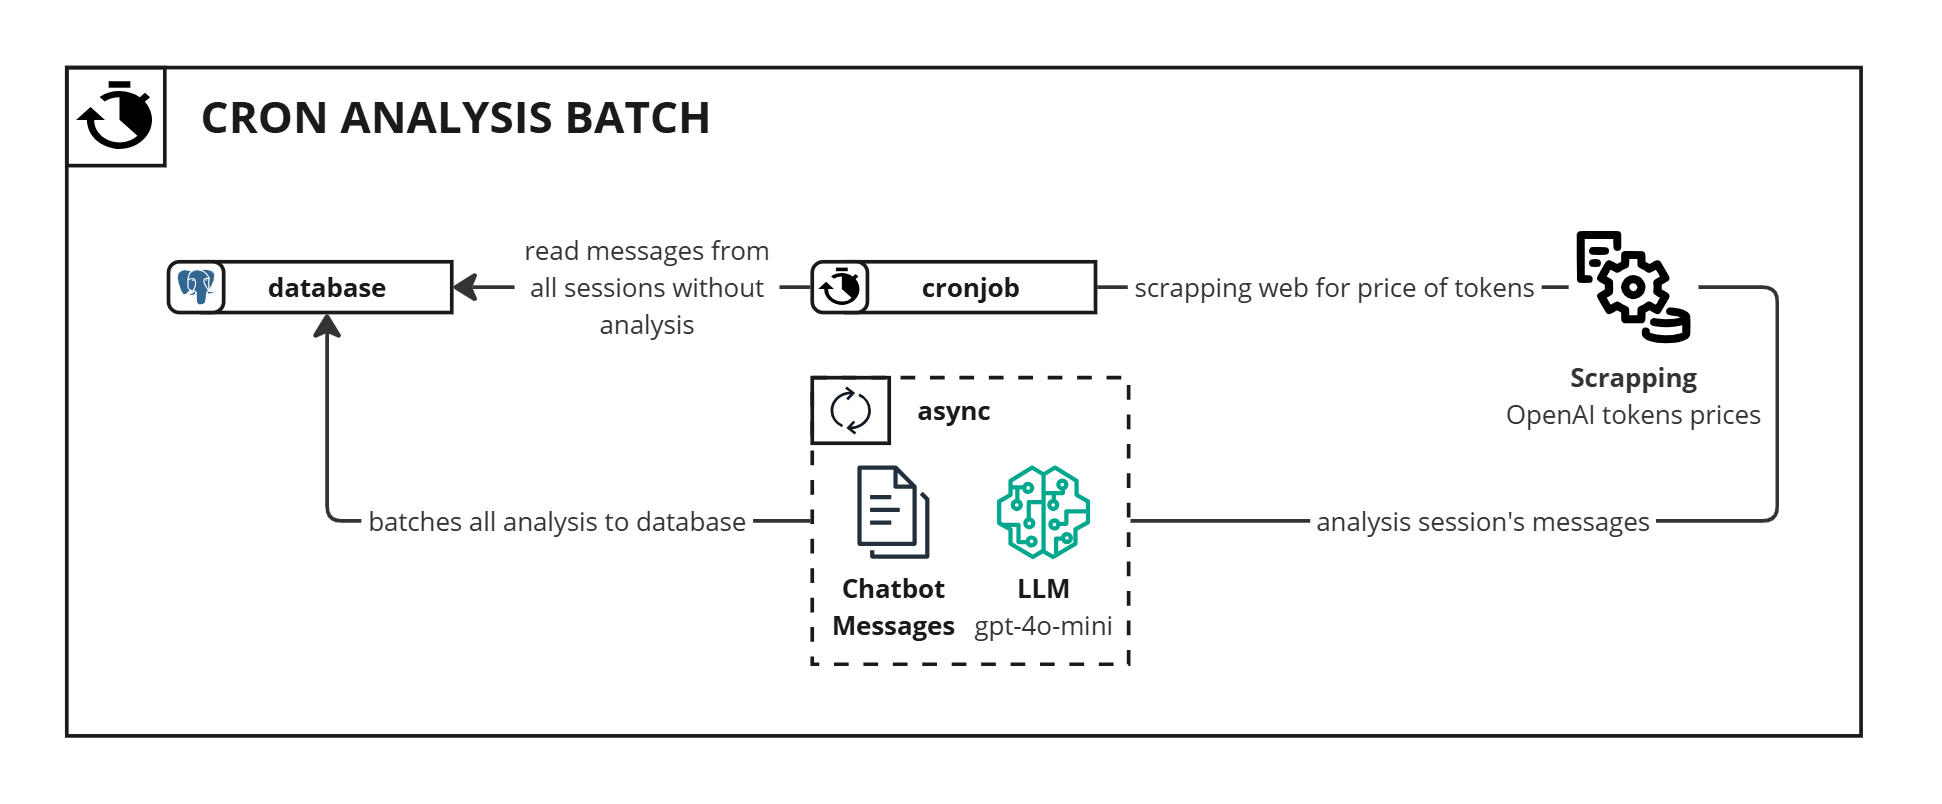 CRON ANALYSIS BATCH
database
read messages from
all sessions without
analysis
cronjob
scrapping web for price of tokens
Scrapping
OpenAI tokens prices
async
batches all analysis to database
Chatbot
Messages
LLM
gpt-4o-mini
analysis session's messages